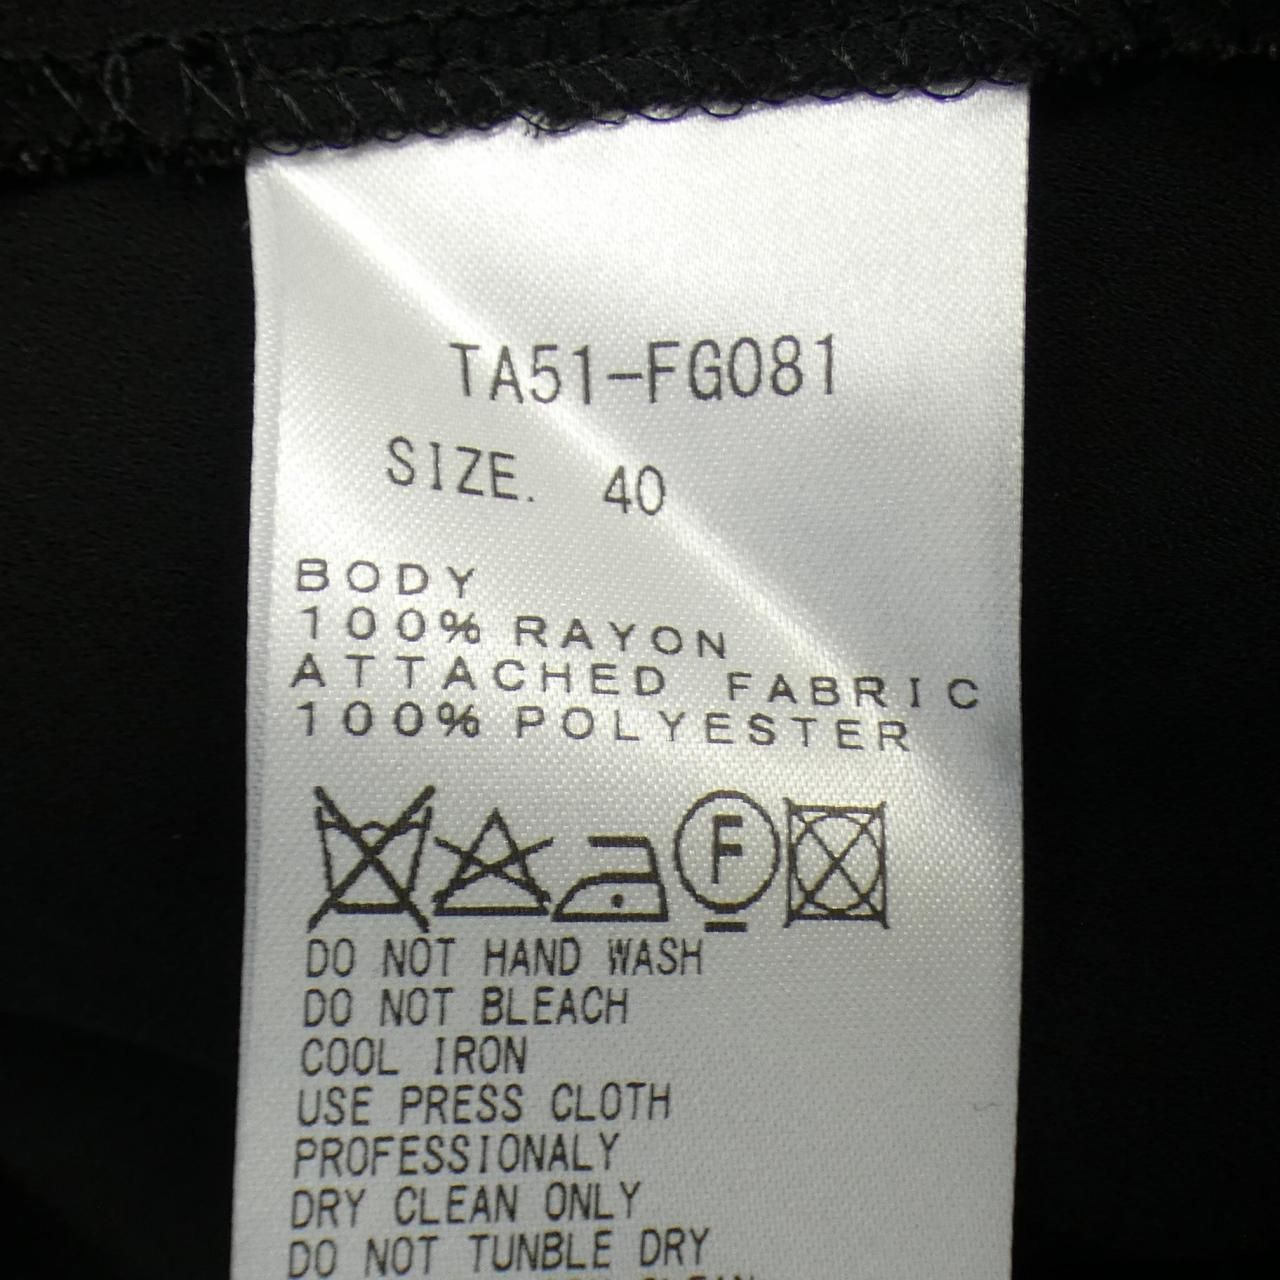 TA51-FG081
SIZE. 40
BODY
100% RAYON
ATTACHED FABRIC
100% POLYESTER
F
DO NOT HAND WASH
DO NOT BLEACH
COOL IRON
USE PRESS CLOTH
PROFESSIONALY
DRY CLEAN ONLY
DO NOT TUNBLE DRY